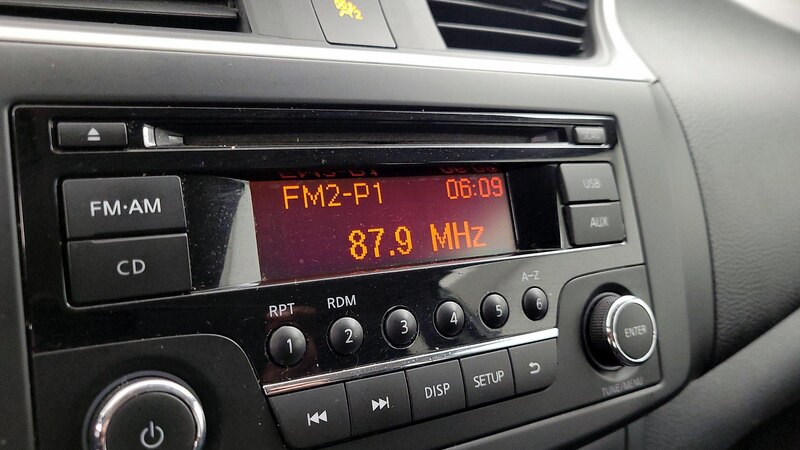 FM·AM
CD
FM2-P1 06:09
87.9 MHz
USB
AUX
RPT RDM A-Z
1 2 3 4 5 6
DISP SETUP
ENTER
TUNE/MENU